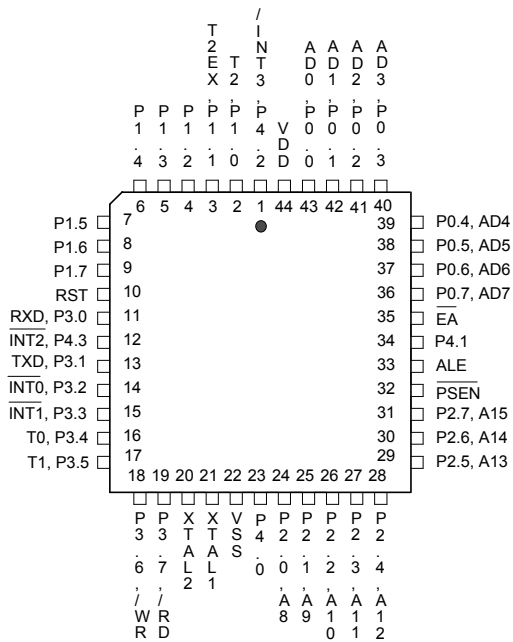 P1.4
P1.3
P1.2
T2EX, P1.1
T2, P1.0
/INT3, P4.2
VDD
AD0, P0.0
AD1, P0.1
AD2, P0.2
AD3, P0.3
6 5 4 3 2 1 44 43 42 41 40
P1.5 7
P1.6 8
P1.7 9
RST 10
RXD, P3.0 11
INT2, P4.3 12
TXD, P3.1 13
INT0, P3.2 14
INT1, P3.3 15
T0, P3.4 16
T1, P3.5 17
39 P0.4, AD4
38 P0.5, AD5
37 P0.6, AD6
36 P0.7, AD7
35 EA
34 P4.1
33 ALE
32 PSEN
31 P2.7, A15
30 P2.6, A14
29 P2.5, A13
18 19 20 21 22 23 24 25 26 27 28
P3.6, /WR
P3.7, /RD
XTAL2
XTAL1
VSS
P4.0
P2.0, A8
P2.1, A9
P2.2, A10
P2.3, A11
P2.4, A12